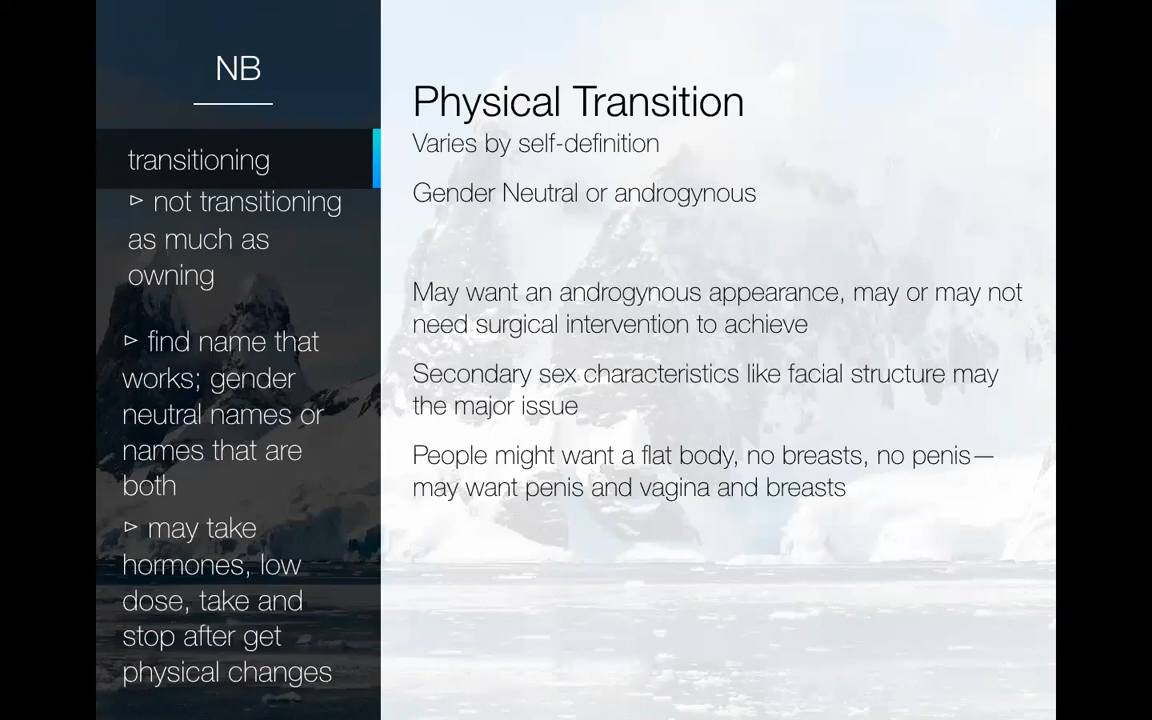 NB
transitioning
▻ not transitioning
as much as
owning
▻ find name that
works; gender
neutral names or
names that are
both
▻ may take
hormones, low
dose, take and
stop after get
physical changes
Physical Transition
Varies by self-definition
Gender Neutral or androgynous
May want an androgynous appearance, may or may not
need surgical intervention to achieve
Secondary sex characteristics like facial structure may
the major issue
People might want a flat body, no breasts, no penis—
may want penis and vagina and breasts